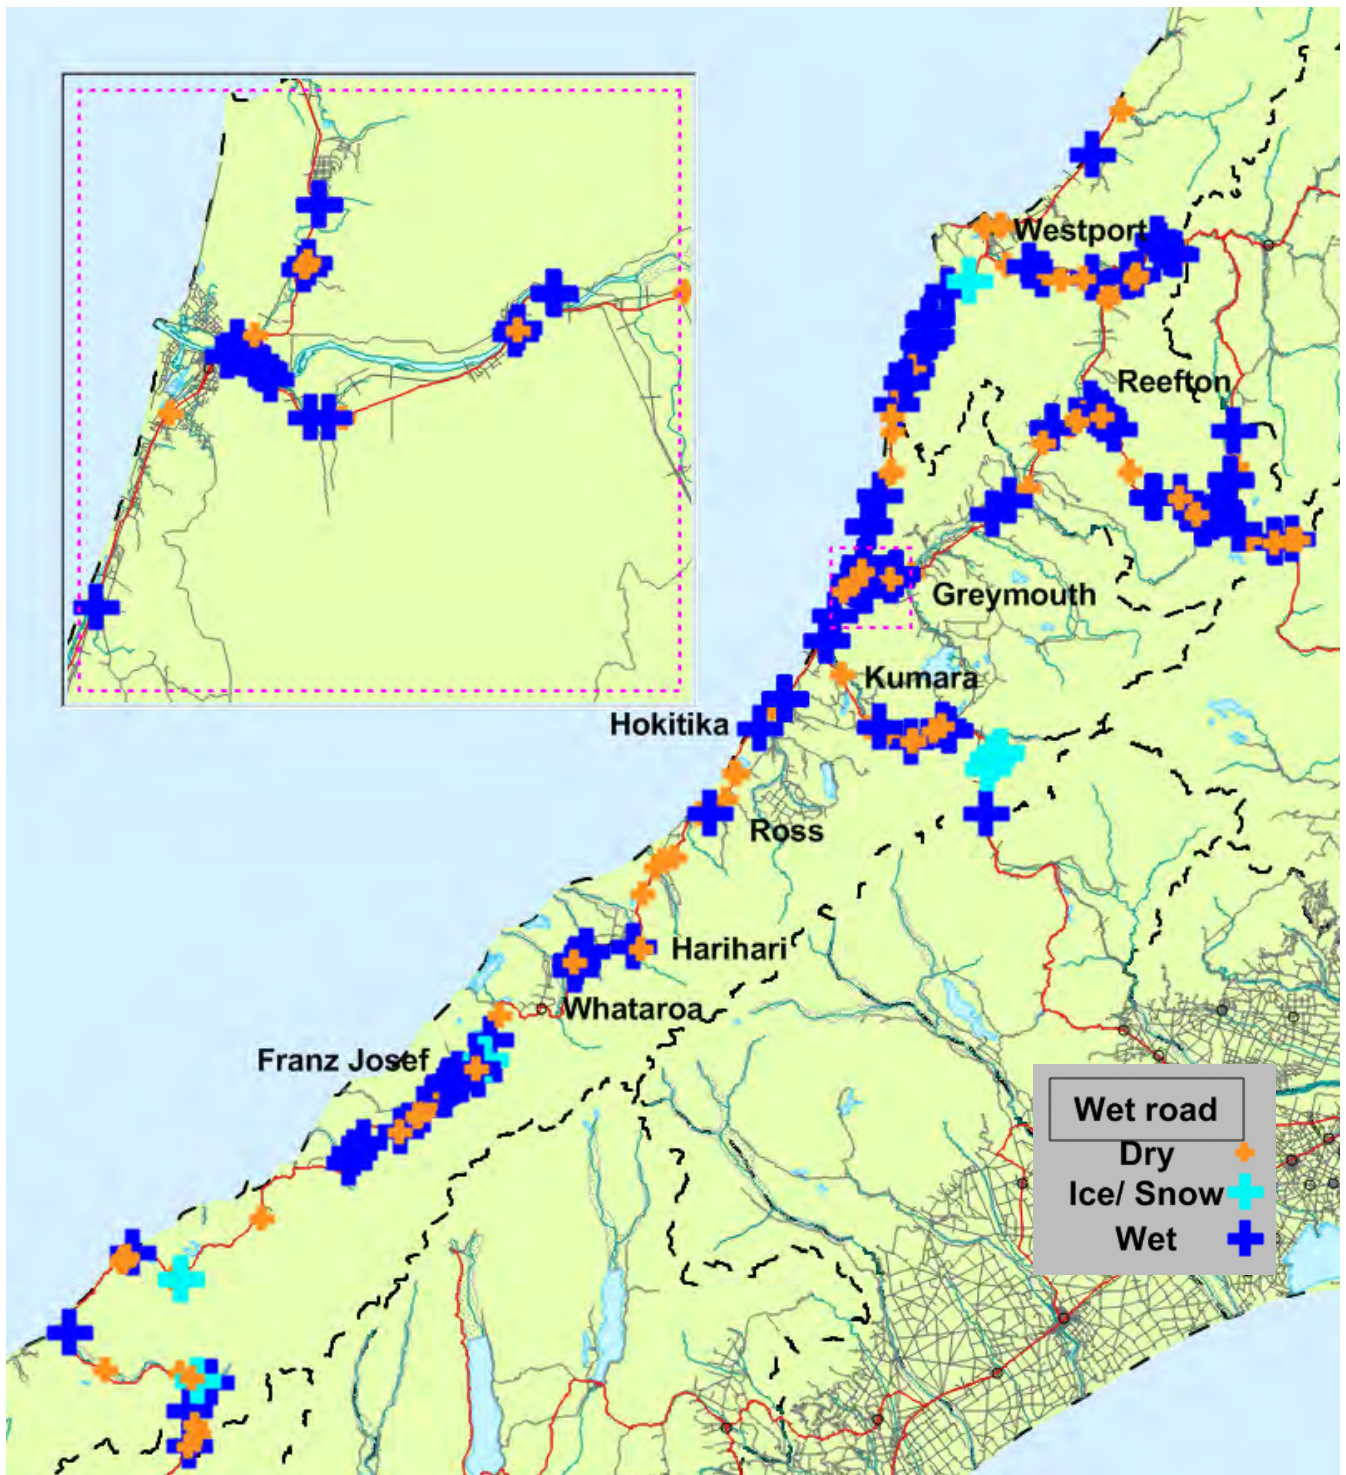 Westport
Reefton
Greymouth
Kumara
Hokitika
Ross
Harihari
Whataroa
Franz Josef
Wet road
Dry
Ice/ Snow
Wet